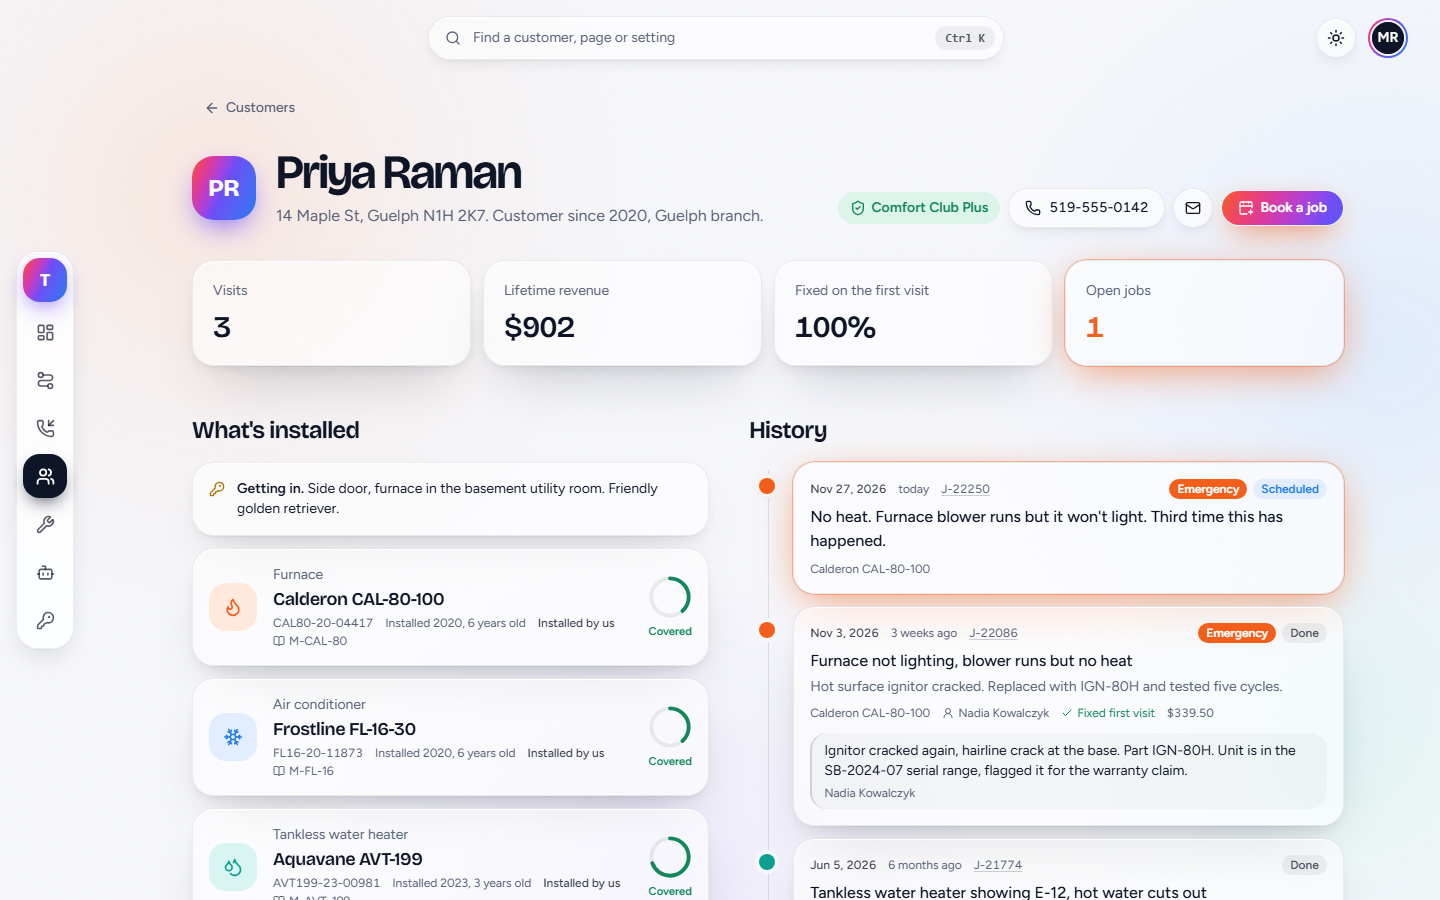 Find a customer, page or setting
Ctrl K
MR
Customers
PR
Priya Raman
14 Maple St, Guelph N1H 2K7. Customer since 2020, Guelph branch.
Comfort Club Plus
519-555-0142
Book a job
T
Visits
3
Lifetime revenue
$902
Fixed on the first visit
100%
Open jobs
1
What's installed
Getting in. Side door, furnace in the basement utility room. Friendly
golden retriever.
Furnace
Calderon CAL-80-100
CAL80-20-04417 Installed 2020, 6 years old Installed by us
M-CAL-80
Covered
Air conditioner
Frostline FL-16-30
FL16-20-11873 Installed 2020, 6 years old Installed by us
M-FL-16
Covered
Tankless water heater
Aquavane AVT-199
AVT199-23-00981 Installed 2023, 3 years old Installed by us
M-AVT-199
Covered
History
Nov 27, 2026 today J-22250 Emergency Scheduled
No heat. Furnace blower runs but it won't light. Third time this has
happened.
Calderon CAL-80-100
Nov 3, 2026 3 weeks ago J-22086 Emergency Done
Furnace not lighting, blower runs but no heat
Hot surface ignitor cracked. Replaced with IGN-80H and tested five cycles.
Calderon CAL-80-100 Nadia Kowalczyk Fixed first visit $339.50
Ignitor cracked again, hairline crack at the base. Part IGN-80H. Unit is in the
SB-2024-07 serial range, flagged it for the warranty claim.
Nadia Kowalczyk
Jun 5, 2026 6 months ago J-21774 Done
Tankless water heater showing E-12, hot water cuts out